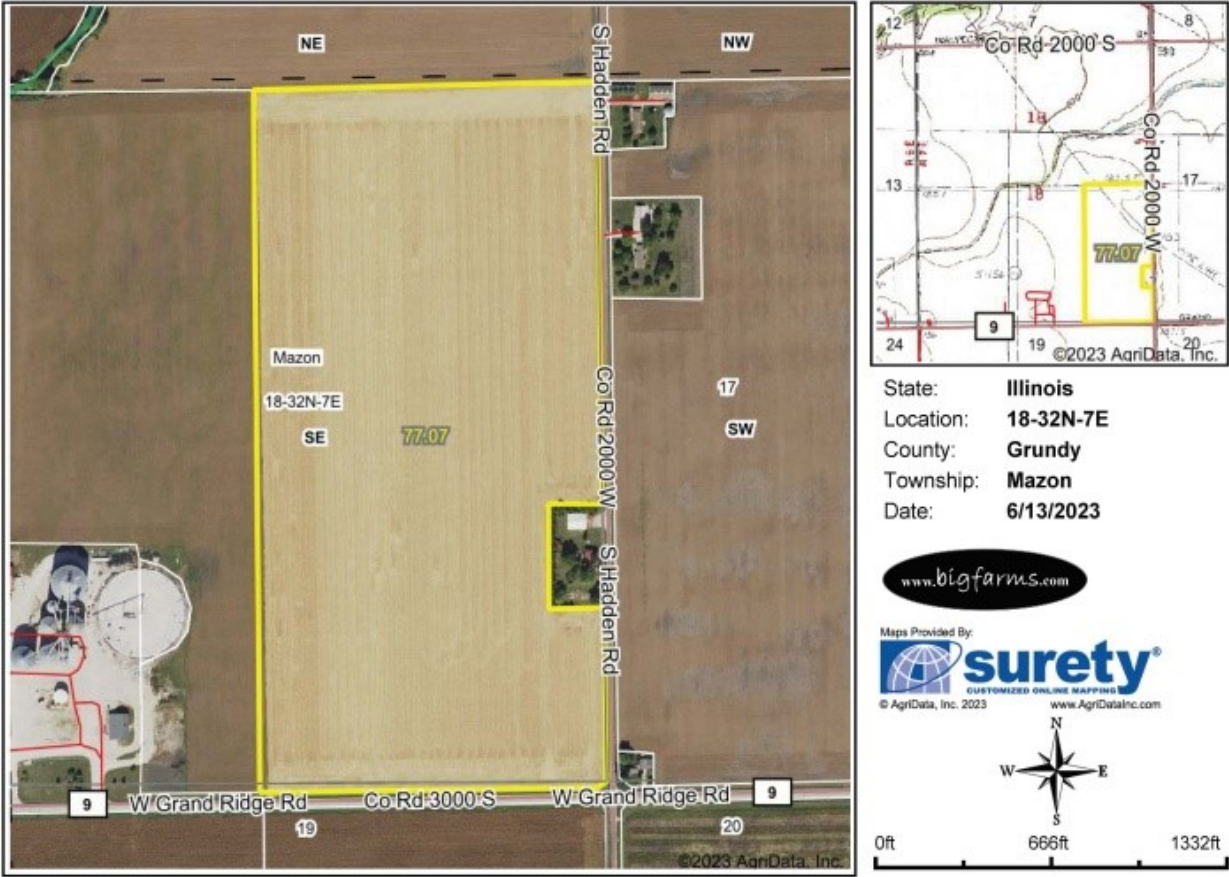 NE
NW
S Hadden Rd
Mazon
18-32N-7E
SE
77.07
Co Rd 2000 W
17
SW
S Hadden Rd
9
W Grand Ridge Rd
Co Rd 3000 S
W Grand Ridge Rd
9
19
20
©2023 AgriData, Inc.
12
7
8
Co Rd 2000 S
18
Co Rd 2000 W
13
18
17
77.07
9
24
19
20
©2023 AgriData, Inc.
State: Illinois
Location: 18-32N-7E
County: Grundy
Township: Mazon
Date: 6/13/2023
www.bigfarms.com
Maps Provided By:
surety®
CUSTOMIZED ONLINE MAPPING
© AgriData, Inc. 2023 www.AgriDataInc.com
N
W E
S
0ft 666ft 1332ft